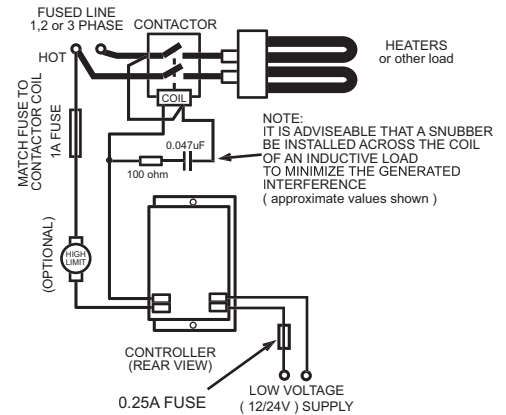 FUSED LINE
1,2 or 3 PHASE
CONTACTOR
HOT
HEATERS
or other load
COIL
MATCH FUSE TO
CONTACTOR COIL
1A FUSE
0.047uF
100 ohm
NOTE:
IT IS ADVISEABLE THAT A SNUBBER
BE INSTALLED ACROSS THE COIL
OF AN INDUCTIVE LOAD
TO MINIMIZE THE GENERATED
INTERFERENCE
( approximate values shown )
(OPTIONAL)
HIGH
LIMIT
CONTROLLER
(REAR VIEW)
0.25A FUSE
LOW VOLTAGE
( 12/24V ) SUPPLY